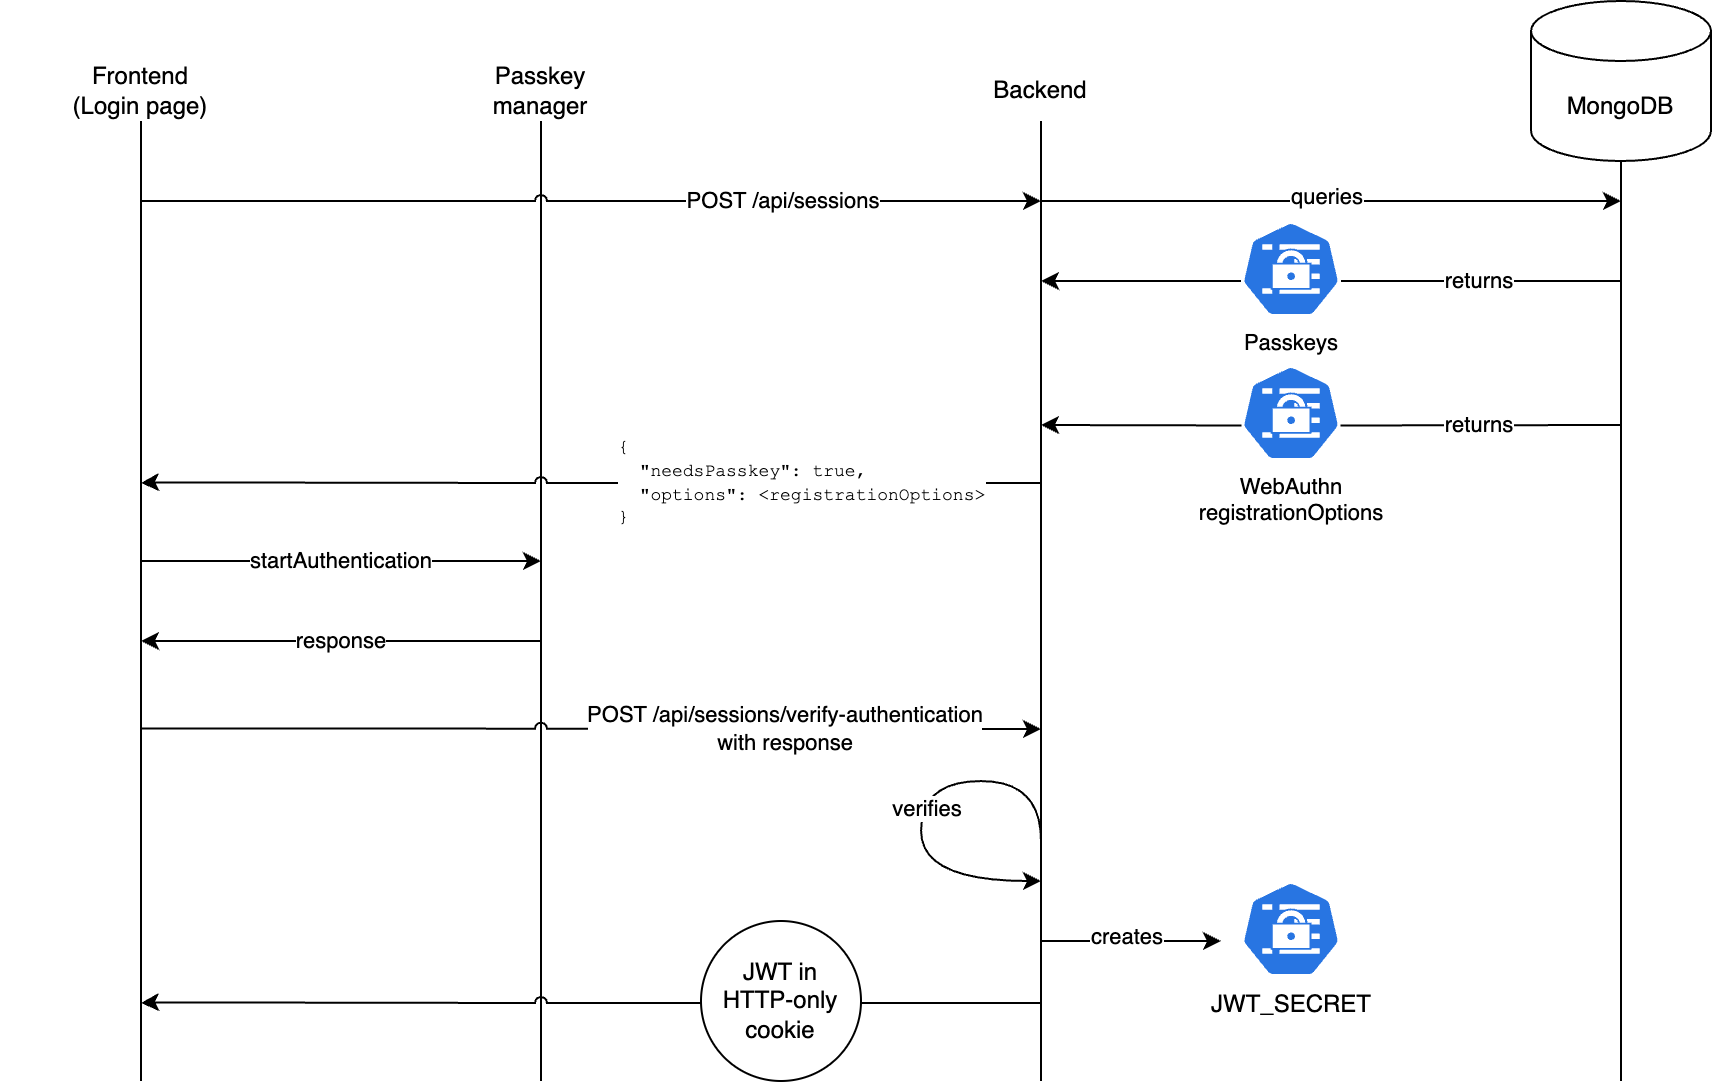 Frontend
(Login page)
Passkey
manager
Backend
MongoDB
POST /api/sessions
queries
returns
Passkeys
returns
WebAuthn
registrationOptions
{
"needsPasskey": true,
"options": <registrationOptions>
}
startAuthentication
response
POST /api/sessions/verify-authentication
with response
verifies
creates
JWT_SECRET
JWT in
HTTP-only
cookie